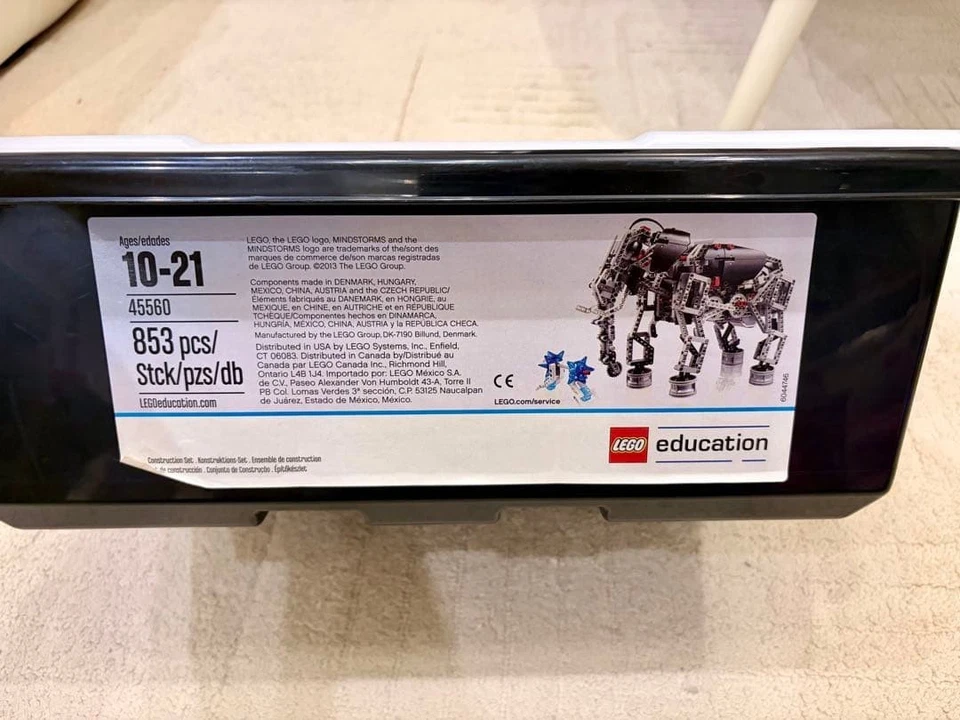 Ages/edades
10-21
45560
853 pcs/
Stck/pzs/db
LEGOeducation.com
LEGO, the LEGO logo, MINDSTORMS and the
MINDSTORMS logo are trademarks of the/sont des
marques de commerce de/son marcas registradas
de LEGO Group. ©2013 The LEGO Group.
Components made in DENMARK, HUNGARY,
MEXICO, CHINA, AUSTRIA and the CZECH REPUBLIC/
Éléments fabriqués au DANEMARK, en HONGRIE, au
MEXIQUE, en CHINE, en AUTRICHE et en RÉPUBLIQUE
TCHÈQUE/Componentes hechos en DINAMARCA,
HUNGRÍA, MÉXICO, CHINA, AUSTRIA y la REPÚBLICA CHECA.
Manufactured by the LEGO Group, DK-7190 Billund, Denmark.
Distributed in USA by LEGO Systems, Inc., Enfield,
CT 06083. Distributed in Canada by/Distribué au
Canada par LEGO Canada Inc., Richmond Hill,
Ontario L4B 1J4. Importado por: LEGO México S.A.
de C.V., Paseo Alexander Von Humboldt 43-A, Torre II
PB Col. Lomas Verdes 3ª sección, C.P. 53125 Naucalpan
de Juárez, Estado de México, México.
CE
LEGO.com/service
6044746
LEGO education
Construction Set . Konstruktions-Set . Ensemble de construction
de construcción . Conjunto de Construção . Építőkészlet